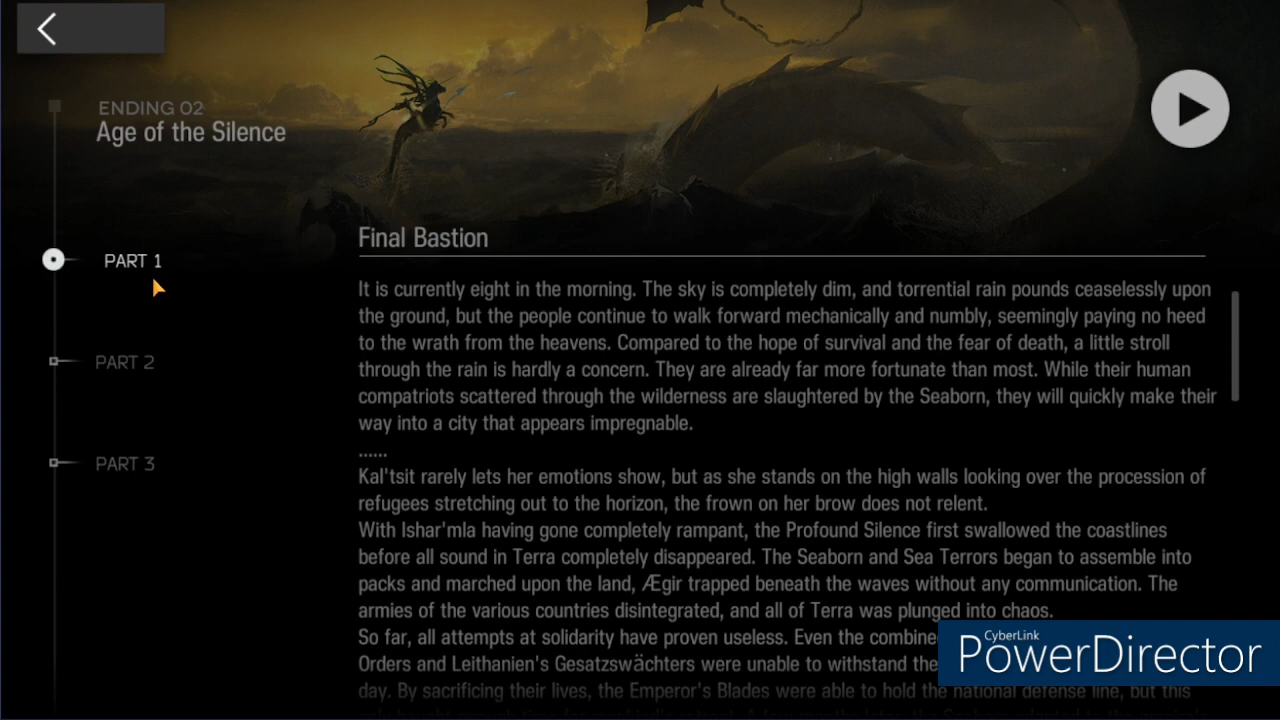 ENDING 02
Age of the Silence
Final Bastion
PART 1
It is currently eight in the morning. The sky is completely dim, and torrential rain pounds ceaselessly upon
the ground, but the people continue to walk forward mechanically and numbly, seemingly paying no heed
to the wrath from the heavens. Compared to the hope of survival and the fear of death, a little stroll
through the rain is hardly a concern. They are already far more fortunate than most. While their human
PART 2
compatriots scattered through the wilderness are slaughtered by the Seaborn, they will quickly make their
way into a city that appears impregnable.
......
PART 3
Kal'tsit rarely lets her emotions show, but as she stands on the high walls looking over the procession of
refugees stretching out to the horizon, the frown on her brow does not relent.
With Ishar'mla having gone completely rampant, the Profound Silence first swallowed the coastlines
before all sound in Terra completely disappeared. The Seaborn and Sea Terrors began to assemble into
packs and marched upon the land, Ægir trapped beneath the waves without any communication. The
armies of the various countries disintegrated, and all of Terra was plunged into chaos.
So far, all attempts at solidarity have proven useless. Even the combine
Orders and Leithanien's Gesatzswächters were unable to withstand the
day. By sacrificing their lives, the Emperor's Blades were able to hold the national defense line, but this
CyberLink
PowerDirector